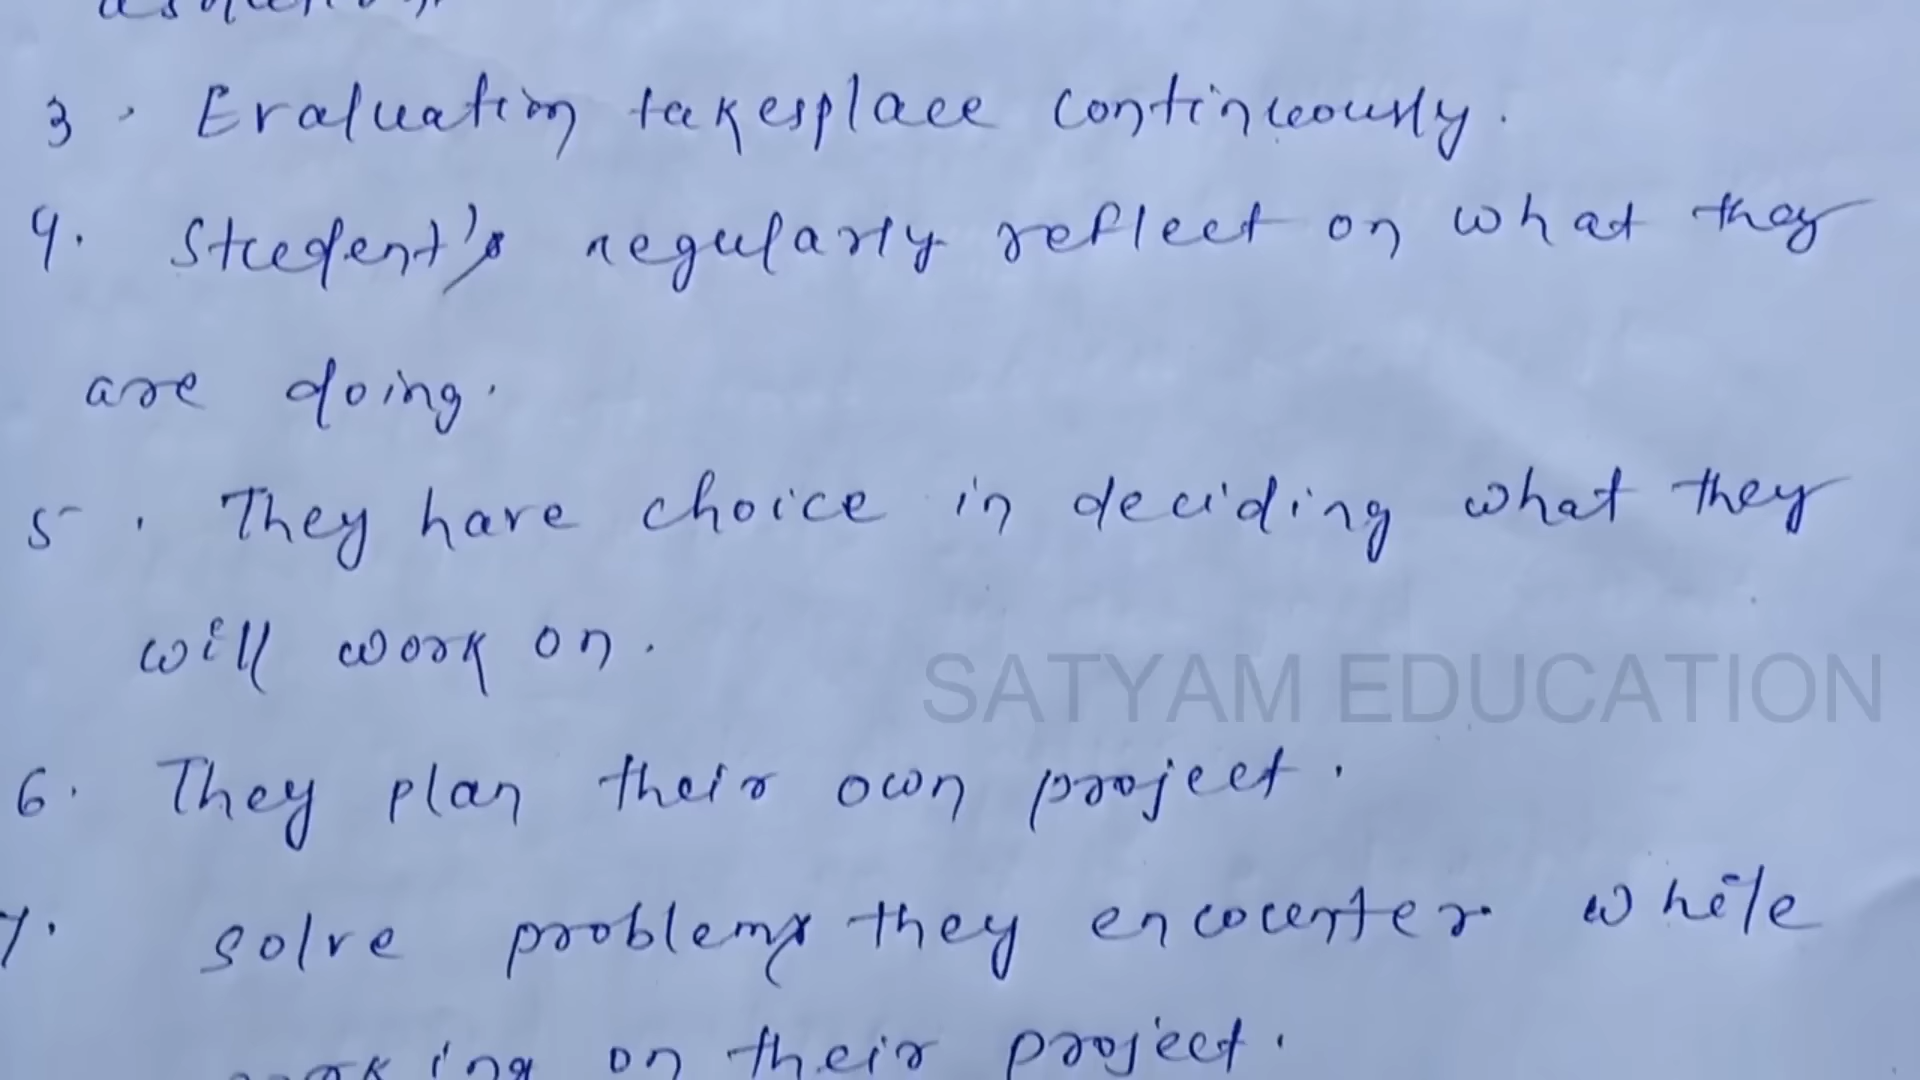 3. Evaluation takesplace continuously.
4. Student's regularly reflect on what they
are doing.
5. They have choice in deciding what they
will work on.
SATYAM EDUCATION
6. They plan their own project.
7. solve problems they encounter while
working on their project.